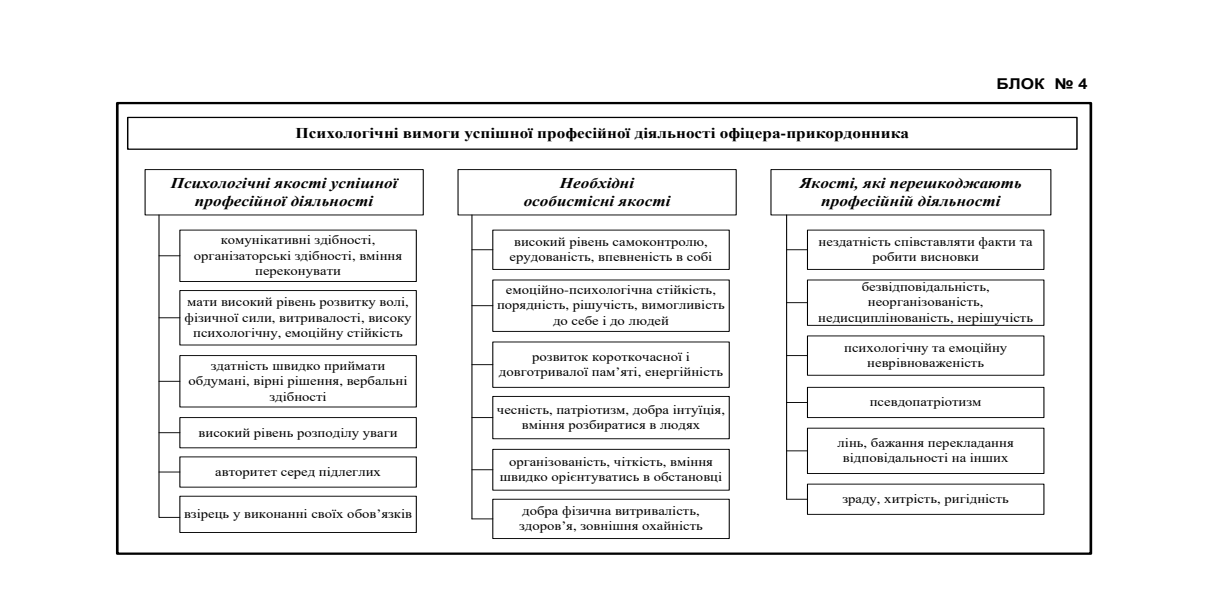 БЛОК № 4
Психологічні вимоги успішної професійної діяльності офіцера-прикордонника
Психологічні якості успішної
професійної діяльності
комунікативні здібності,
організаторські здібності, вміння
переконувати
мати високий рівень розвитку волі,
фізичної сили, витривалості, високу
психологічну, емоційну стійкість
здатність швидко приймати
обдумані, вірні рішення, вербальні
здібності
високий рівень розподілу уваги
авторитет серед підлеглих
взірець у виконанні своїх обов’язків
Необхідні
особистісні якості
високий рівень самоконтролю,
ерудованість, впевненість в собі
емоційно-психологічна стійкість,
порядність, рішучість, вимогливість
до себе і до людей
розвиток короткочасної і
довготривалої пам’яті, енергійність
чесність, патріотизм, добра інтуїція,
вміння розбиратися в людях
організованість, чіткість, вміння
швидко орієнтуватись в обстановці
добра фізична витривалість,
здоров’я, зовнішня охайність
Якості, які перешкоджають
професійній діяльності
нездатність співставляти факти та
робити висновки
безвідповідальність,
неорганізованість,
недисциплінованість, нерішучість
психологічну та емоційну
неврівноваженість
псевдопатріотизм
лінь, бажання перекладання
відповідальності на інших
зраду, хитрість, ригідність